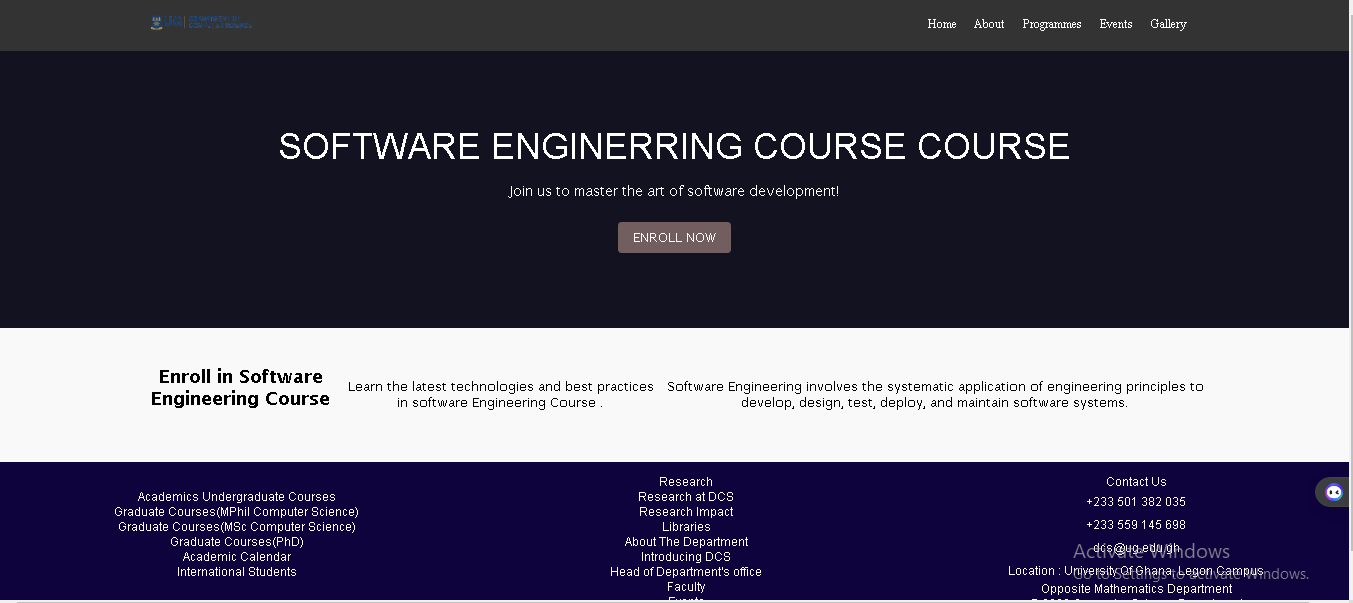 Home About Programmes Events Gallery
SOFTWARE ENGINERRING COURSE COURSE
Join us to master the art of software development!
ENROLL NOW
Enroll in Software
Engineering Course
Learn the latest technologies and best practices
in software Engineering Course .
Software Engineering involves the systematic application of engineering principles to
develop, design, test, deploy, and maintain software systems.
Academics Undergraduate Courses
Graduate Courses(MPhil Computer Science)
Graduate Courses(MSc Computer Science)
Graduate Courses(PhD)
Academic Calendar
International Students
Research
Research at DCS
Research Impact
Libraries
About The Department
Introducing DCS
Head of Department's office
Faculty
Events
Contact Us
+233 501 382 035
+233 559 145 698
dcs@ug.edu.gh
Location : University Of Ghana, Legon Campus
Opposite Mathematics Department
Activate Windows
Go to Settings to activate Windows.